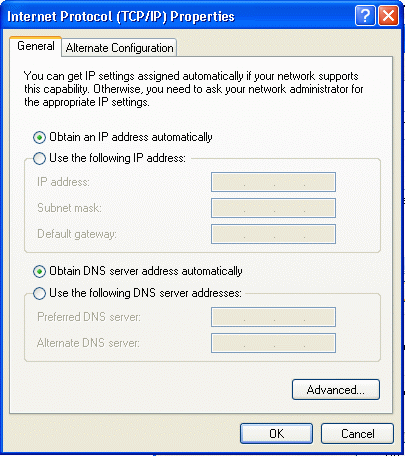 Internet Protocol (TCP/IP) Properties
General
Alternate Configuration
You can get IP settings assigned automatically if your network supports
this capability. Otherwise, you need to ask your network administrator for
the appropriate IP settings.
Obtain an IP address automatically
Use the following IP address:
IP address:
Subnet mask:
Default gateway:
Obtain DNS server address automatically
Use the following DNS server addresses:
Preferred DNS server:
Alternate DNS server:
Advanced...
OK
Cancel